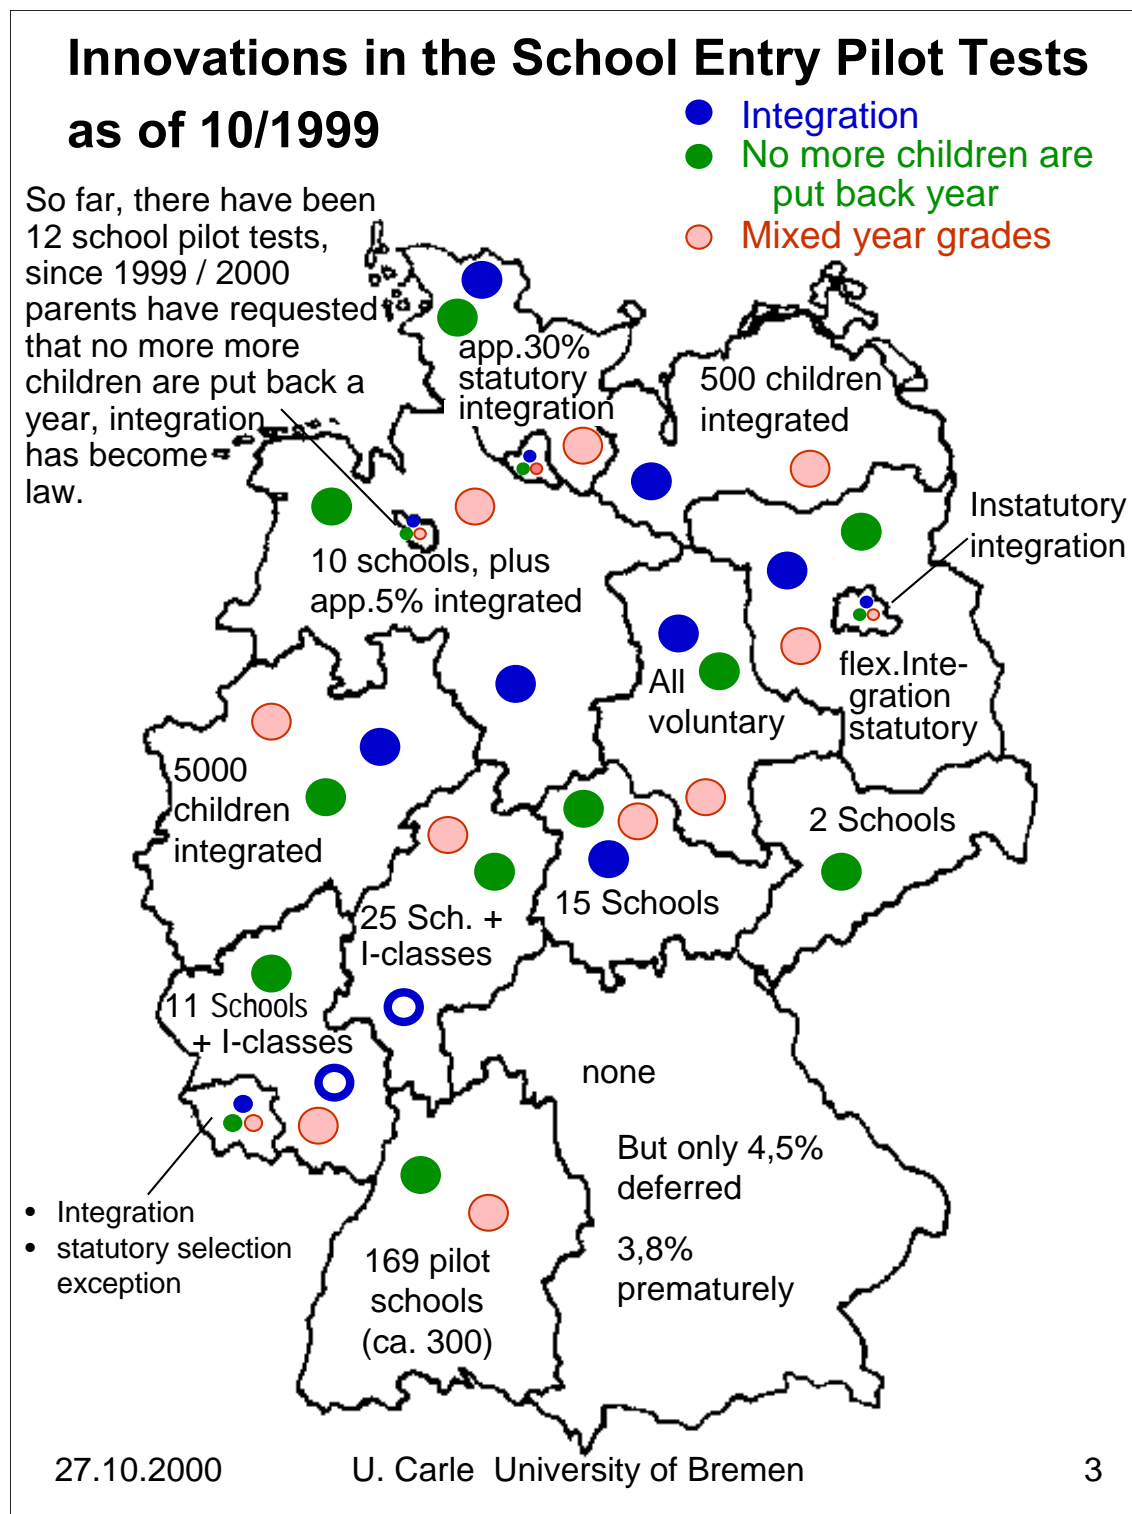 Innovations in the School Entry Pilot Tests
as of 10/1999
Integration
No more children are
put back year
Mixed year grades
So far, there have been
12 school pilot tests,
since 1999 / 2000
parents have requested
that no more more
children are put back a
year, integration
has become
law.
app.30%
statutory
integration
500 children
integrated
Instatutory
integration
10 schools, plus
app.5% integrated
flex.Inte-
gration
statutory
All
voluntary
5000
children
integrated
2 Schools
15 Schools
25 Sch. +
I-classes
11 Schools
+ I-classes
none
But only 4,5%
deferred
3,8%
prematurely
• Integration
• statutory selection
exception
169 pilot
schools
(ca. 300)
27.10.2000 U. Carle University of Bremen 3